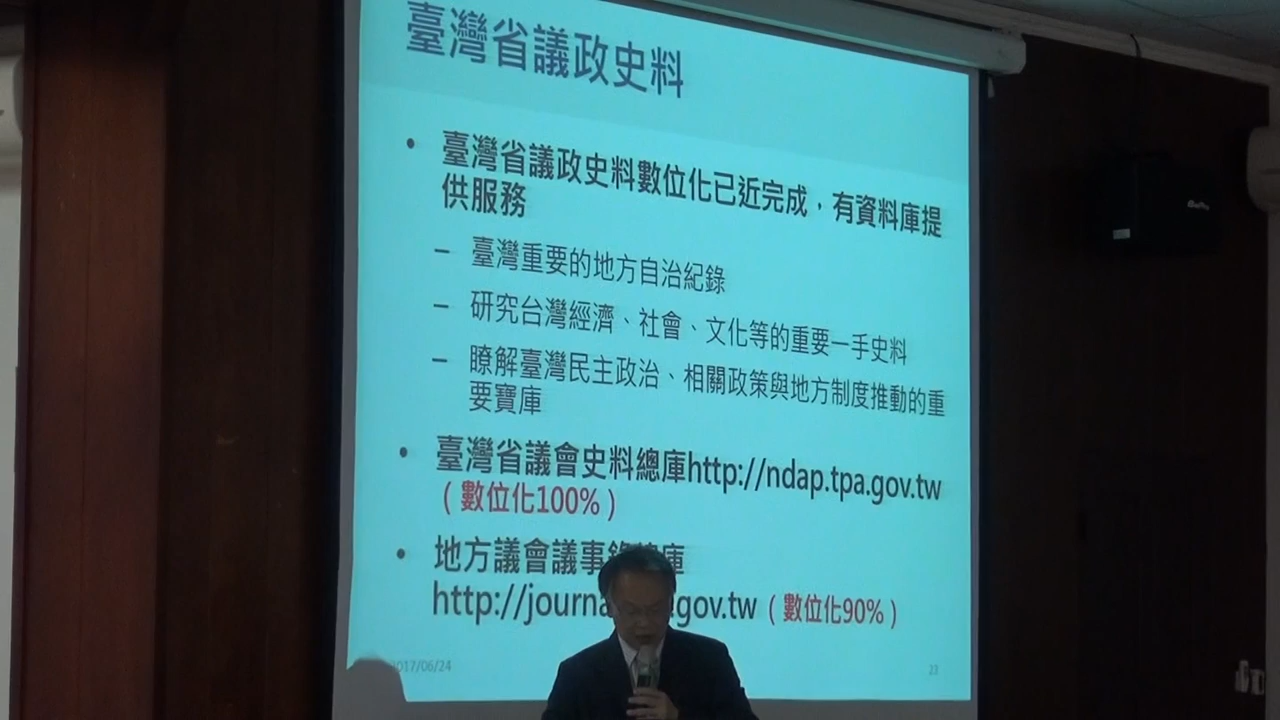 臺灣省議政史料
• 臺灣省議政史料數位化已近完成，有資料庫提
供服務
– 臺灣重要的地方自治紀錄
– 研究台灣經濟、社會、文化等的重要一手史料
– 瞭解臺灣民主政治、相關政策與地方制度推動的重
要寶庫
• 臺灣省議會史料總庫http://ndap.tpa.gov.tw
（數位化100%）
• 地方議會議事錄總庫
http://journa gov.tw（數位化90%）
2017/06/24
23